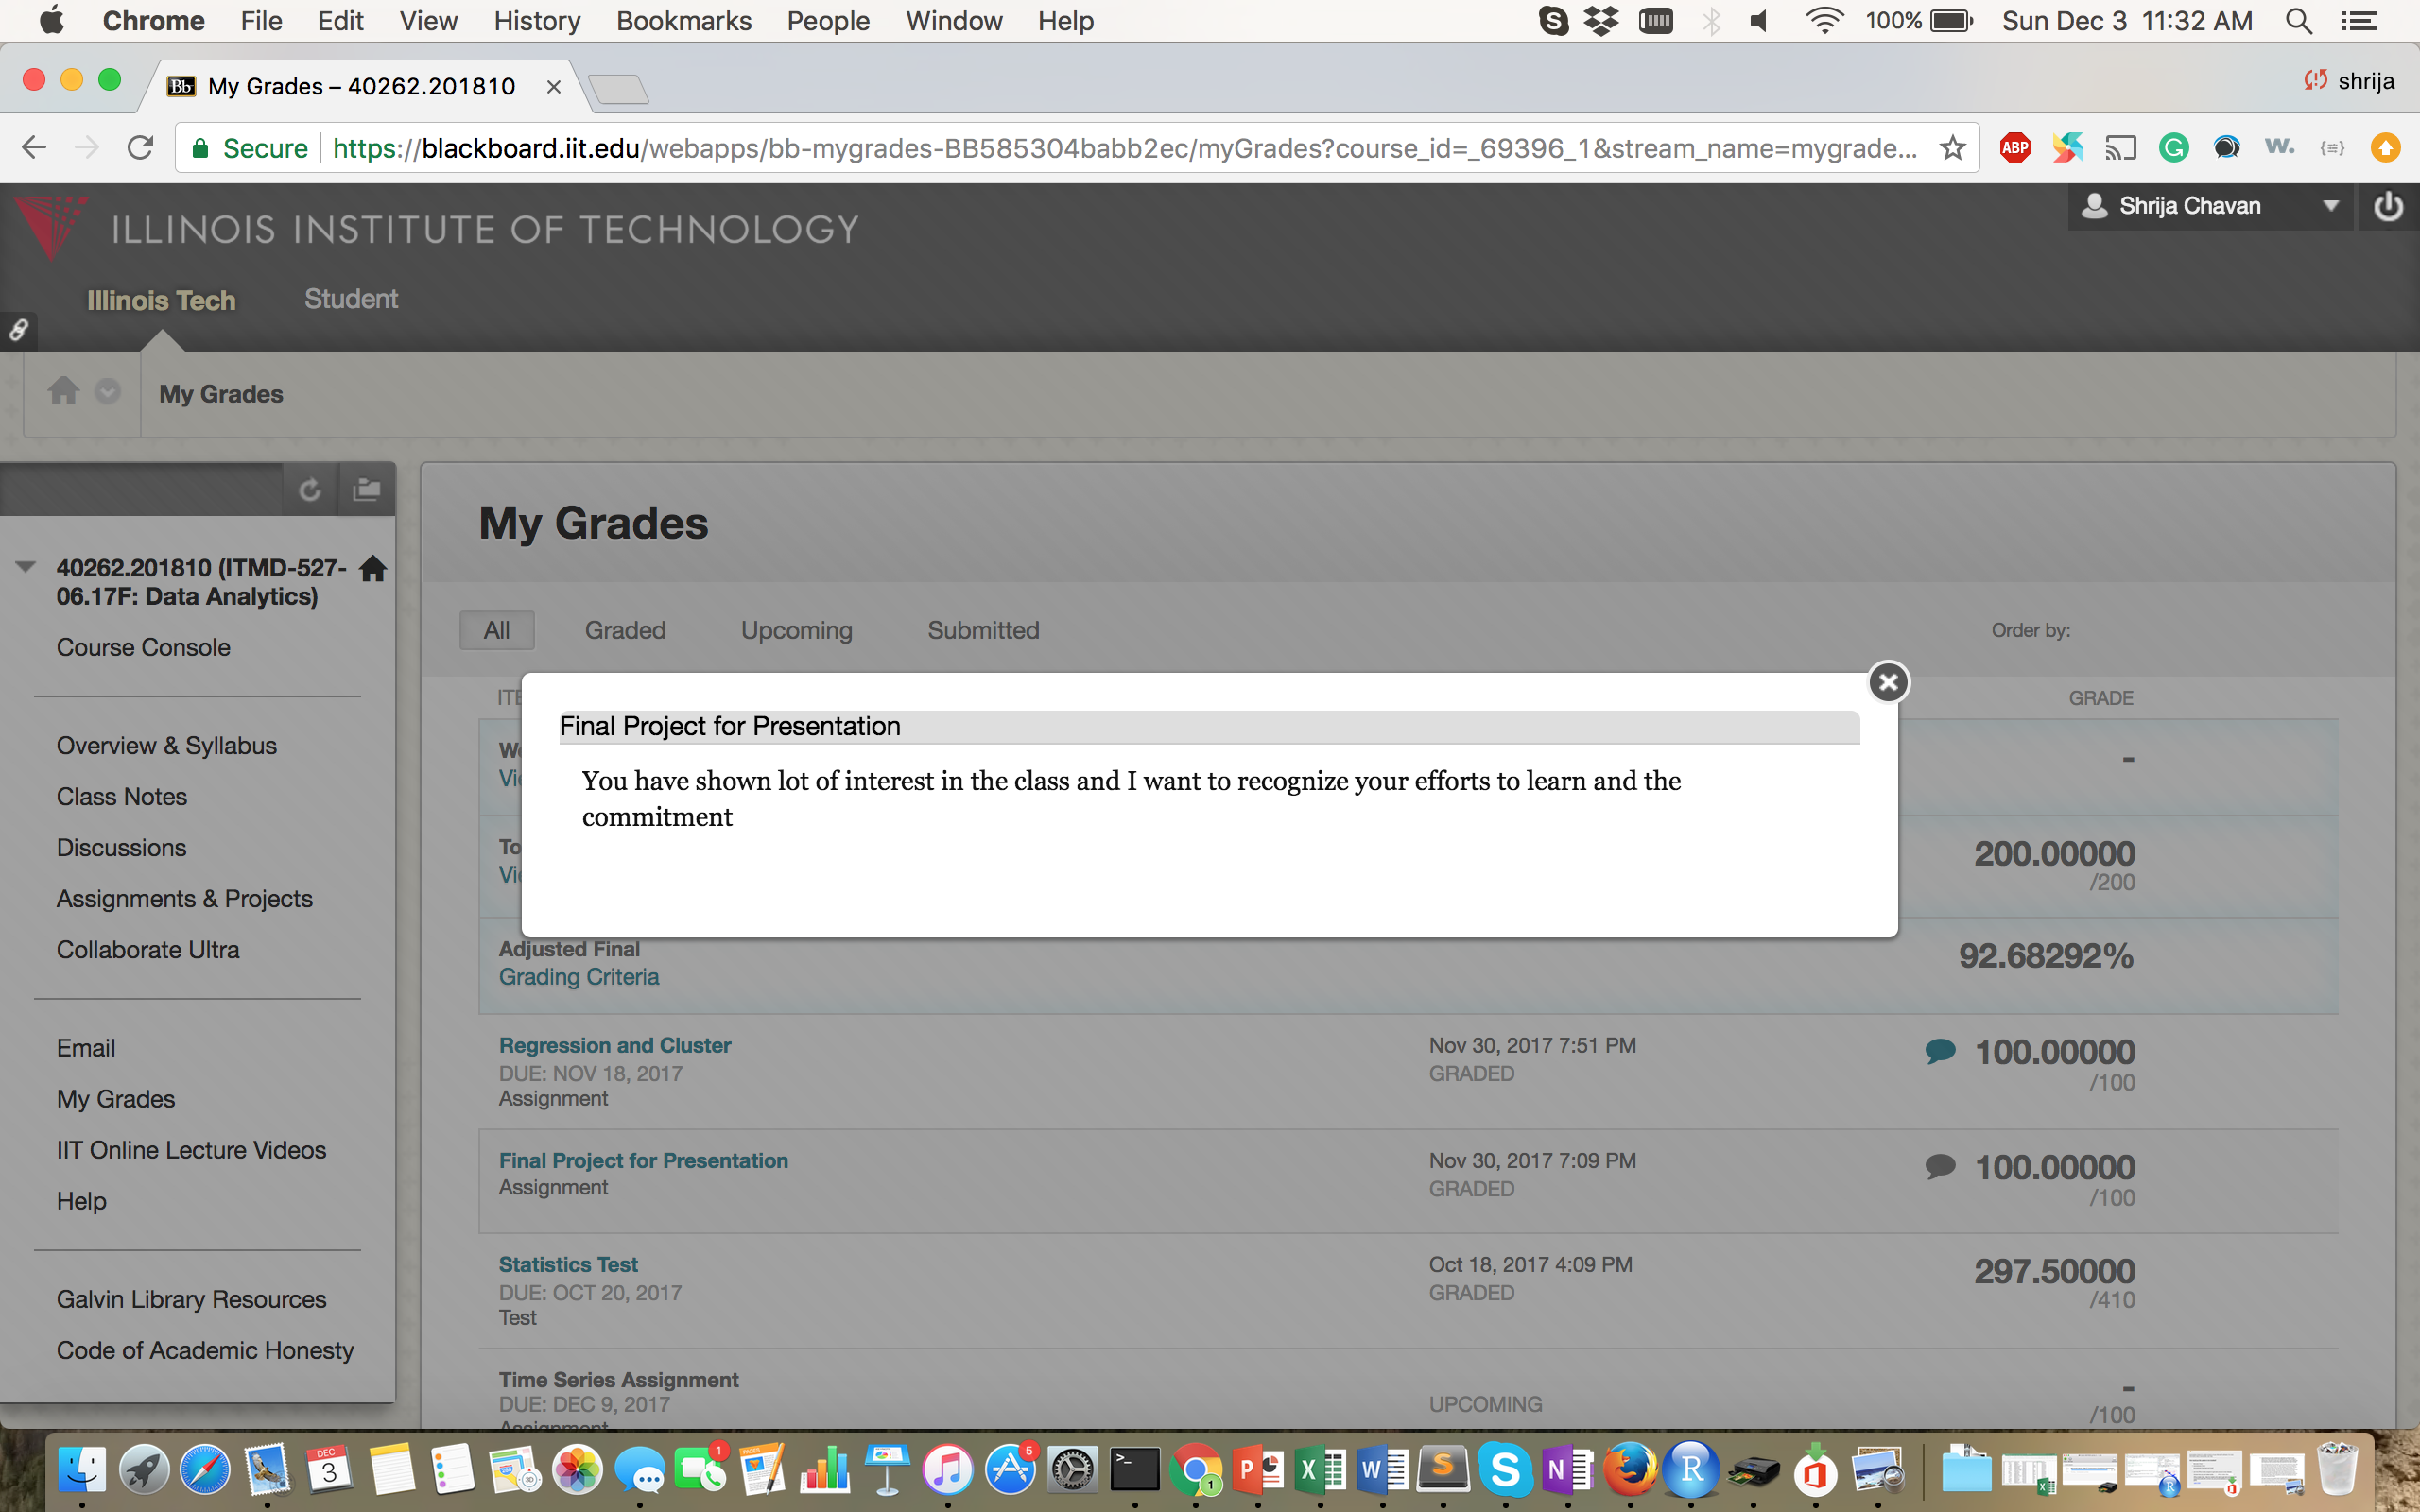 Chrome File Edit View History Bookmarks People Window Help 100% Sun Dec 3 11:32 AM
Bb My Grades – 40262.201810 shrija
Secure https://blackboard.iit.edu/webapps/bb-mygrades-BB585304babb2ec/myGrades?course_id=_69396_1&stream_name=mygrade... ABP W.
ILLINOIS INSTITUTE OF TECHNOLOGY
Shrija Chavan
Illinois Tech Student
My Grades
40262.201810 (ITMD-527-
06.17F: Data Analytics)
Course Console
Overview & Syllabus
Class Notes
Discussions
Assignments & Projects
Collaborate Ultra
Email
My Grades
IIT Online Lecture Videos
Help
Galvin Library Resources
Code of Academic Honesty
My Grades
All Graded Upcoming Submitted Order by:
GRADE
Final Project for Presentation
You have shown lot of interest in the class and I want to recognize your efforts to learn and the
commitment
-
200.00000
/200
Adjusted Final
Grading Criteria
92.68292%
Regression and Cluster
DUE: NOV 18, 2017
Assignment
Nov 30, 2017 7:51 PM
GRADED
100.00000
/100
Final Project for Presentation
Assignment
Nov 30, 2017 7:09 PM
GRADED
100.00000
/100
Statistics Test
DUE: OCT 20, 2017
Test
Oct 18, 2017 4:09 PM
GRADED
297.50000
/410
Time Series Assignment
DUE: DEC 9, 2017
Assignment
UPCOMING
-
/100
DEC
3
1
5
1